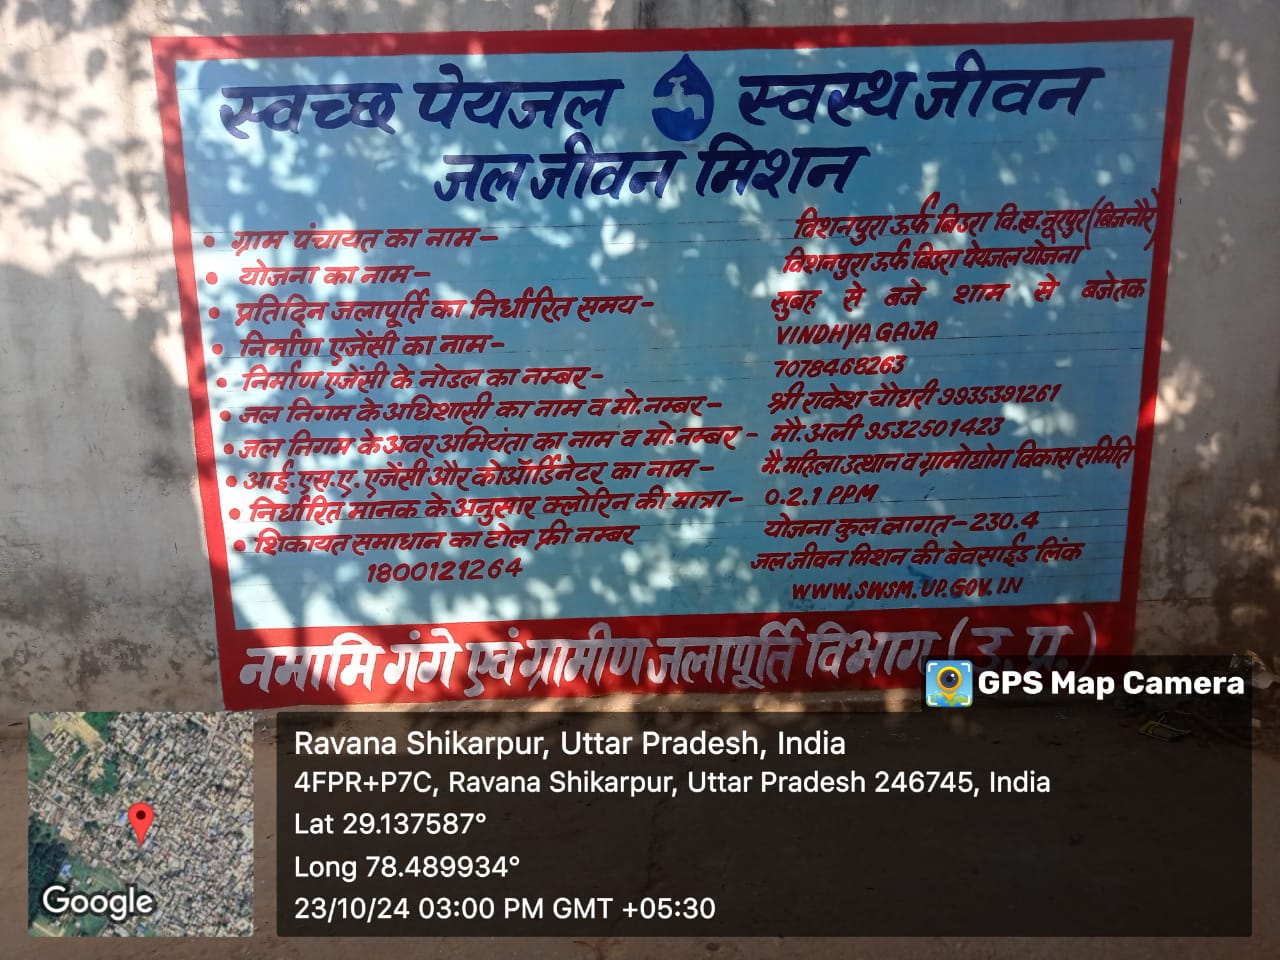 स्वच्छ पेयजल स्वस्थ जीवन
जल जीवन मिशन
• ग्राम पंचायत का नाम– विशनपुरा ऊर्फ बिडरा वि.ख.नूरपुर (बिजनौर)
• योजना का नाम– विशनपुरा ऊर्फ बिडरा पेयजल योजना
• प्रतिदिन जलापूर्ति का निर्धारित समय– सुबह से बजे शाम से बजेतक
• निर्माण एजेंसी का नाम– VINDHYA GAJA
• निर्माण एजेंसी के नोडल का नम्बर– 7078468263
• जल निगम के अधिशासी का नाम व मो.नम्बर– श्री राकेश चौधरी 9935391261
• जल निगम के अवर अभियंता का नाम व मो.नम्बर– मौ.अली 9532501423
• आई.एस.ए. एजेंसी और कोऑर्डिनेटर का नाम– मै.महिला उत्थान व ग्रामोद्योग विकास समिति
• निर्धारित मानक के अनुसार क्लोरिन की मात्रा– 0.2.1 PPM
• शिकायत समाधान का टोल फ्री नम्बर योजना कुल लागत–230.4
1800121264 जल जीवन मिशन की बेवसाईड लिंक
WWW.SWSM.UP.GOV.IN
नमामि गंगे एवं ग्रामीण जलापूर्ति विभाग (उ.प्र.)
GPS Map Camera
Ravana Shikarpur, Uttar Pradesh, India
4FPR+P7C, Ravana Shikarpur, Uttar Pradesh 246745, India
Lat 29.137587°
Long 78.489934°
23/10/24 03:00 PM GMT +05:30
Google